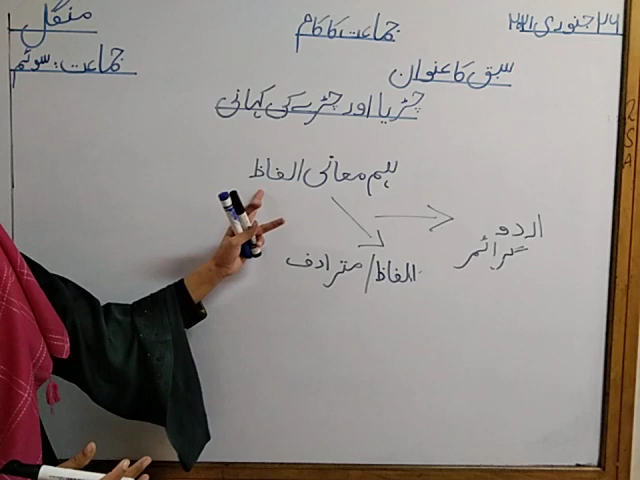 ۲۶ جنوری ۲۰۲۱
جماعت کا کام
منگل
جماعت: سوئم
سبق کا عنوان
چڑیا اور چڑے کی کہانی
ہم معانی الفاظ
الفاظ/مترادف
اردو
گرائمر